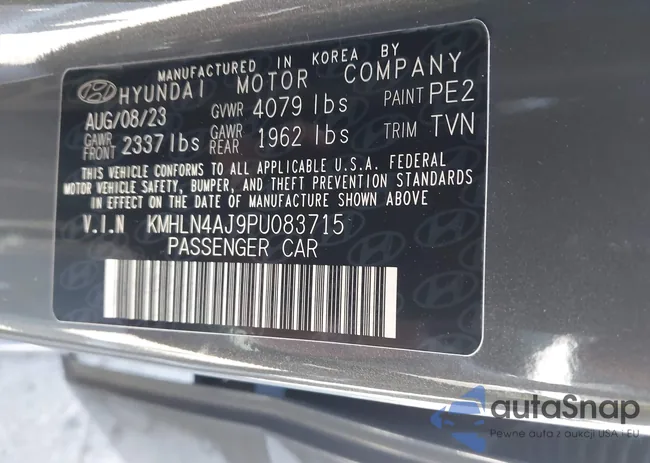 MANUFACTURED IN KOREA BY
HYUNDAI MOTOR COMPANY
AUG/08/23 GVWR 4079 lbs PAINT PE2
GAWR FRONT 2337 lbs GAWR REAR 1962 lbs TRIM TVN
THIS VEHICLE CONFORMS TO ALL APPLICABLE U.S.A. FEDERAL
MOTOR VEHICLE SAFETY, BUMPER, AND THEFT PREVENTION STANDARDS
IN EFFECT ON THE DATE OF MANUFACTURE SHOWN ABOVE
V.I.N KMHLN4AJ9PU083715
PASSENGER CAR
autaSnap
Pewne auta z aukcji USA i EU